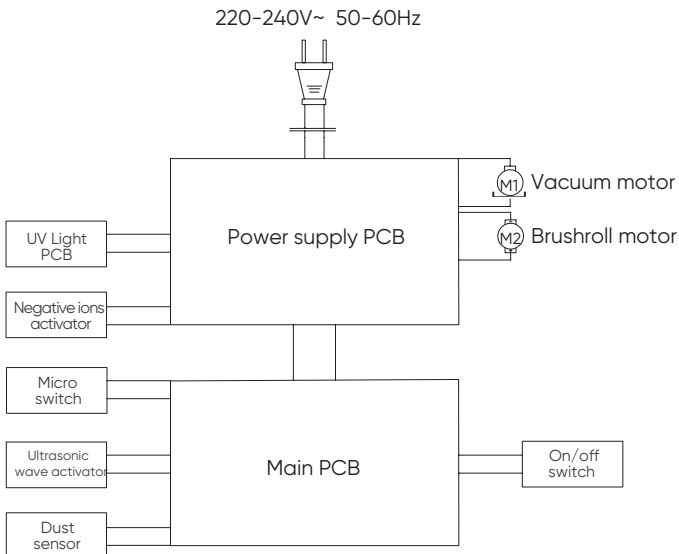 220-240V~ 50-60Hz
M1 Vacuum motor
UV Light
PCB
Power supply PCB
M2 Brushroll motor
Negative ions
activator
Micro
switch
Ultrasonic
wave activator
Main PCB
On/off
switch
Dust
sensor